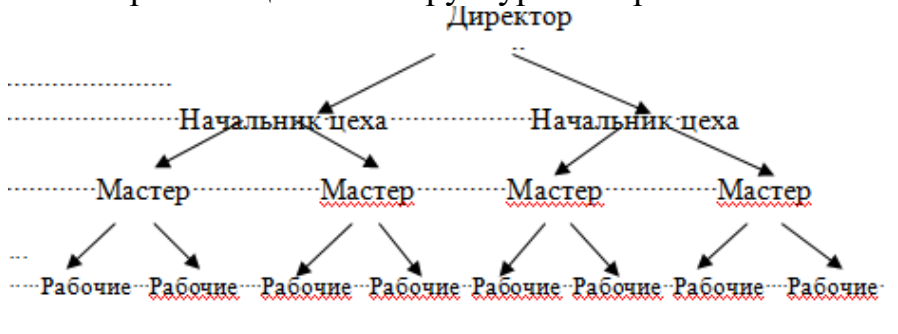 Директор
Начальник цеха Начальник цеха
Мастер Мастер Мастер Мастер
Рабочие Рабочие Рабочие Рабочие Рабочие Рабочие Рабочие Рабочие